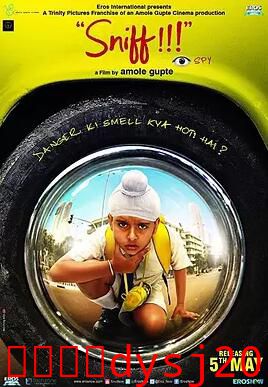 Eros International presents
A Trinity Pictures Franchise of an Amole Gupte Cinema production
EROS
"Sniff!!!"
SPY
a Film by amole gupte
DANGER KI SMELL KYA HOTI HAI ?
RELEASING
5TH MAY
dysj20